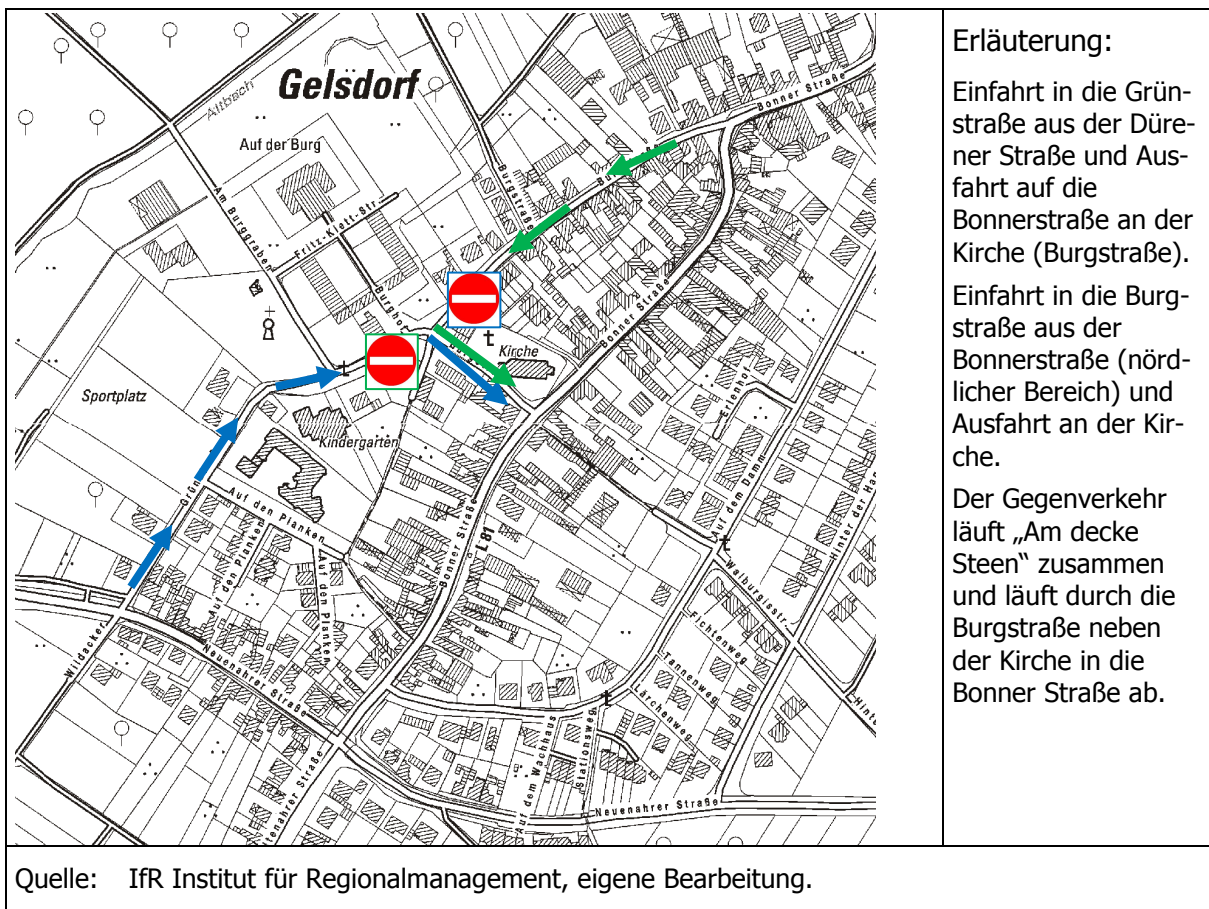 Gelsdorf
Altbach
Auf der Burg
Am Burggraben
Fritz-Klett-Str.
Burgstraße
Bonner Straße
Burghof
Kirche
Bonner Straße
Sportplatz
Kindergarten
Grün
Auf den Planken
Auf den Planken
Auf den Planken
Bonner Straße
L 81
Erlenhof
Auf dem Damm
Walburgisstr.
Wildacker
Neuenahrer Straße
Fichtenweg
Tannenweg
Lärchenweg
Stationsweg
Auf dem Wachhaus
Neuenahrer Straße
Erläuterung:
Einfahrt in die Grün-
straße aus der Düre-
ner Straße und Aus-
fahrt auf die
Bonnerstraße an der
Kirche (Burgstraße).
Einfahrt in die Burg-
straße aus der
Bonnerstraße (nörd-
licher Bereich) und
Ausfahrt an der Kir-
che.
Der Gegenverkehr
läuft „Am decke
Steen“ zusammen
und läuft durch die
Burgstraße neben
der Kirche in die
Bonner Straße ab.
Quelle: IfR Institut für Regionalmanagement, eigene Bearbeitung.